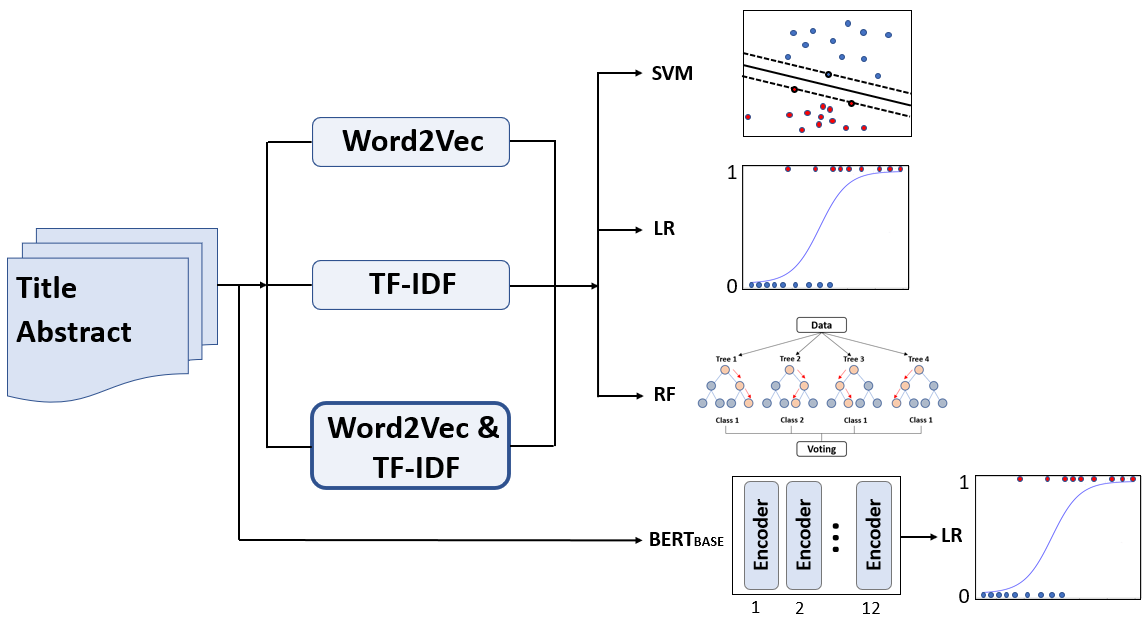 Title
Abstract
Word2Vec
TF-IDF
Word2Vec &
TF-IDF
SVM
LR
1
0
RF
Data
Tree 1 Tree 2 Tree 3 Tree 4
Class 1 Class 2 Class 1 Class 1
Voting
BERTBASE
Encoder Encoder Encoder
1 2 12
LR
1
0